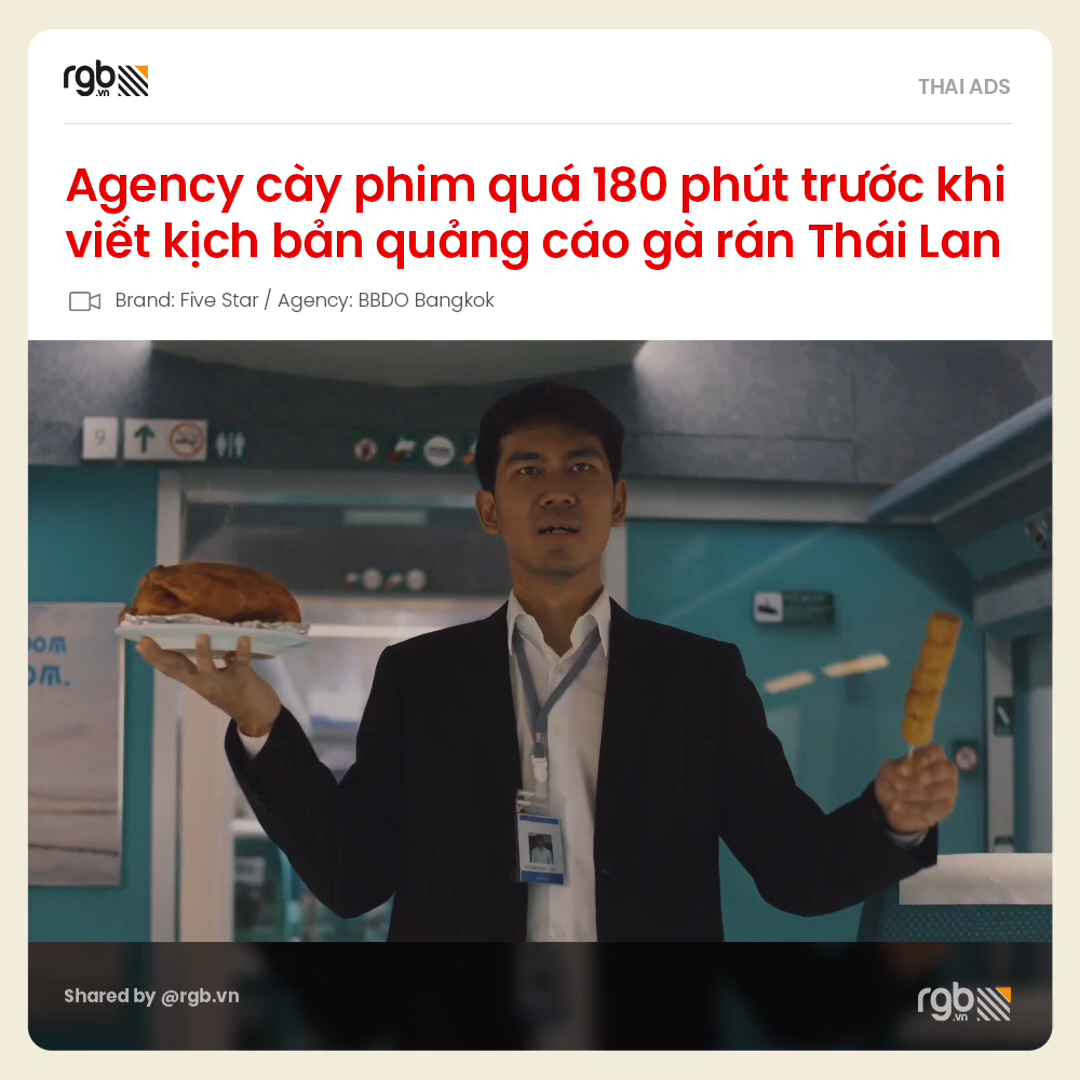 rgb
.vn
THAI ADS
Agency cày phim quá 180 phút trước khi
viết kịch bản quảng cáo gà rán Thái Lan
Brand: Five Star / Agency: BBDO Bangkok
9
Shared by @rgb.vn
rgb
.vn